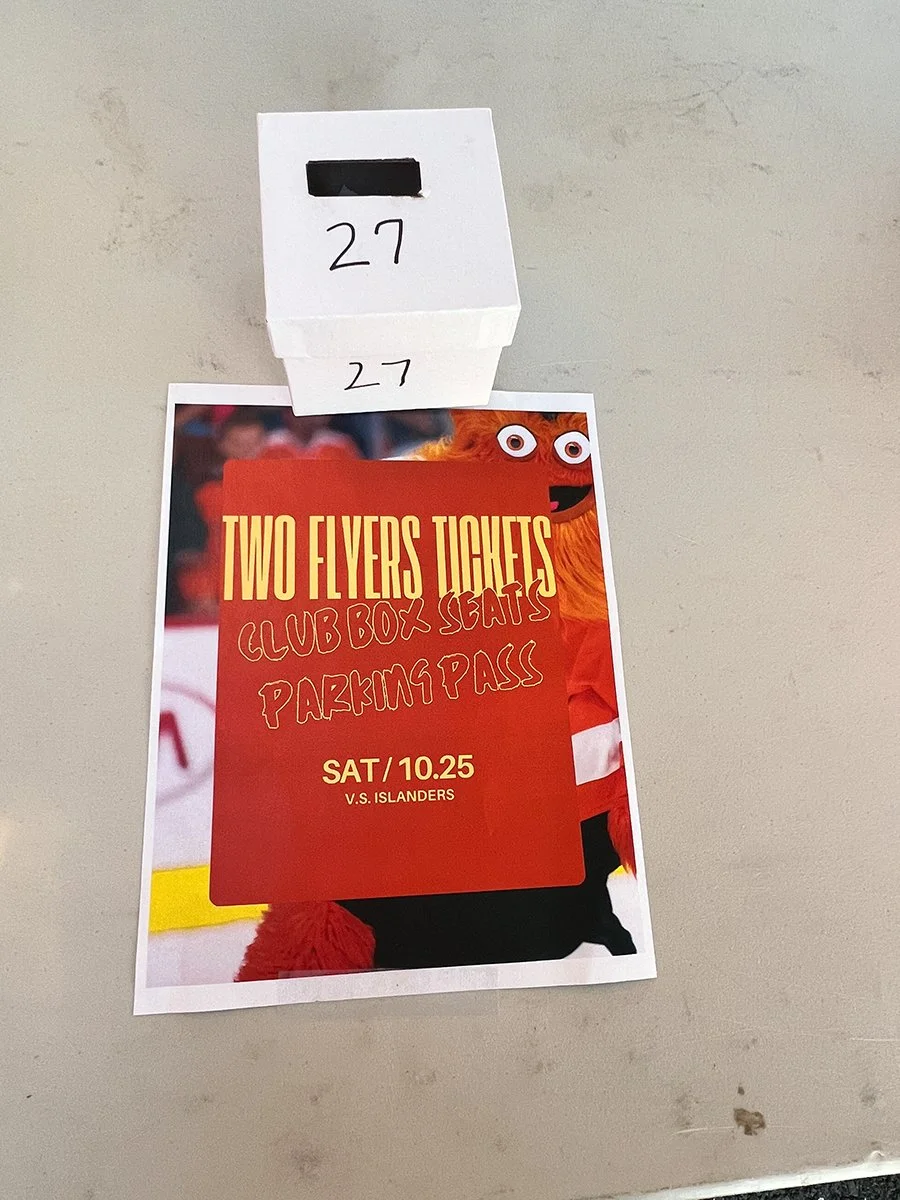 27
27
TWO FLYERS TICKETS
CLUB BOX SEATS
PARKING PASS
SAT / 10.25
V.S. ISLANDERS